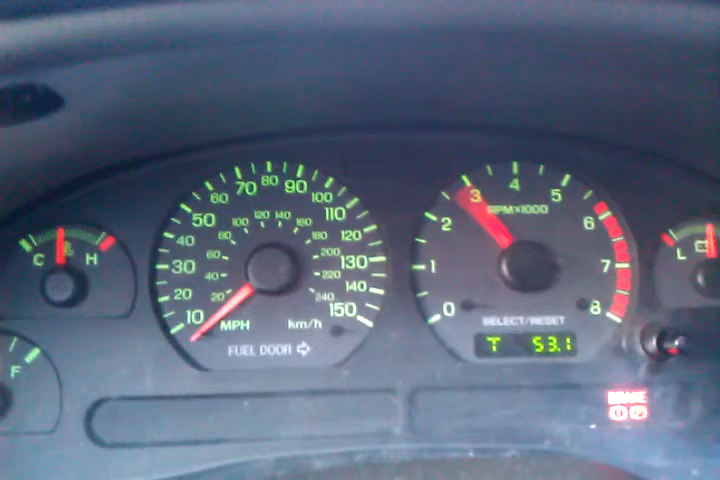 C H
F
10 20 30 40 50 60 70 80 90 100 110 120 130 140 150
20 40 60 80 100 120 140 160 180 200 220 240
MPH km/h
FUEL DOOR
0 1 2 3 4 5 6 7 8
RPM×1000
SELECT/RESET
T 53.1
L
BRAKE